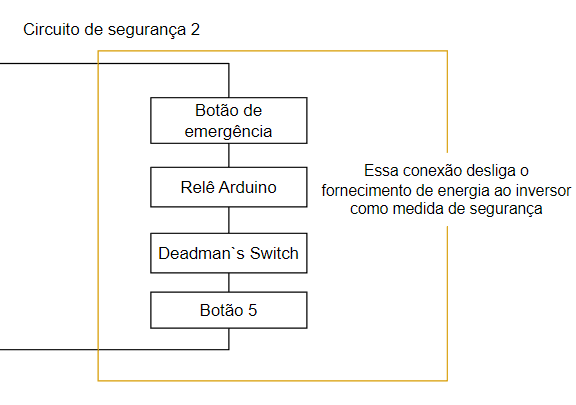 Circuito de segurança 2
Botão de
emergência
Relê Arduino
Essa conexão desliga o
fornecimento de energia ao inversor
como medida de segurança
Deadman`s Switch
Botão 5